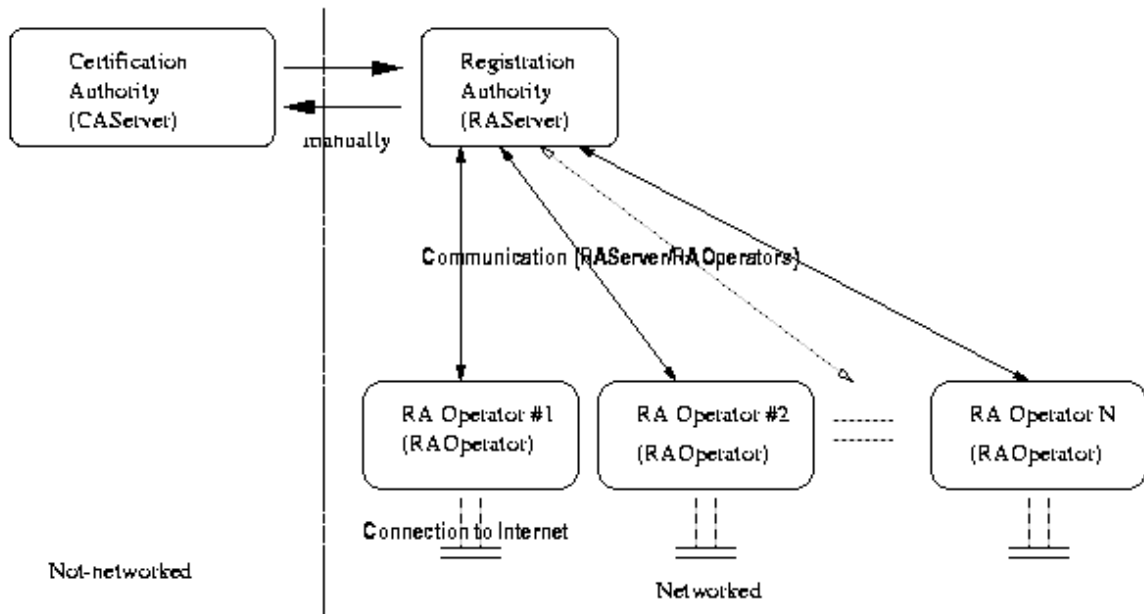 Certification
Authority
(CAServer)
Registration
Authority
(RAServer)
manually
Communication (RAServer/RAOperators)
RA Operator #1
(RAOperator)
RA Operator #2
(RAOperator)
RA Operator N
(RAOperator)
Connection to Internet
Not-networked
Networked